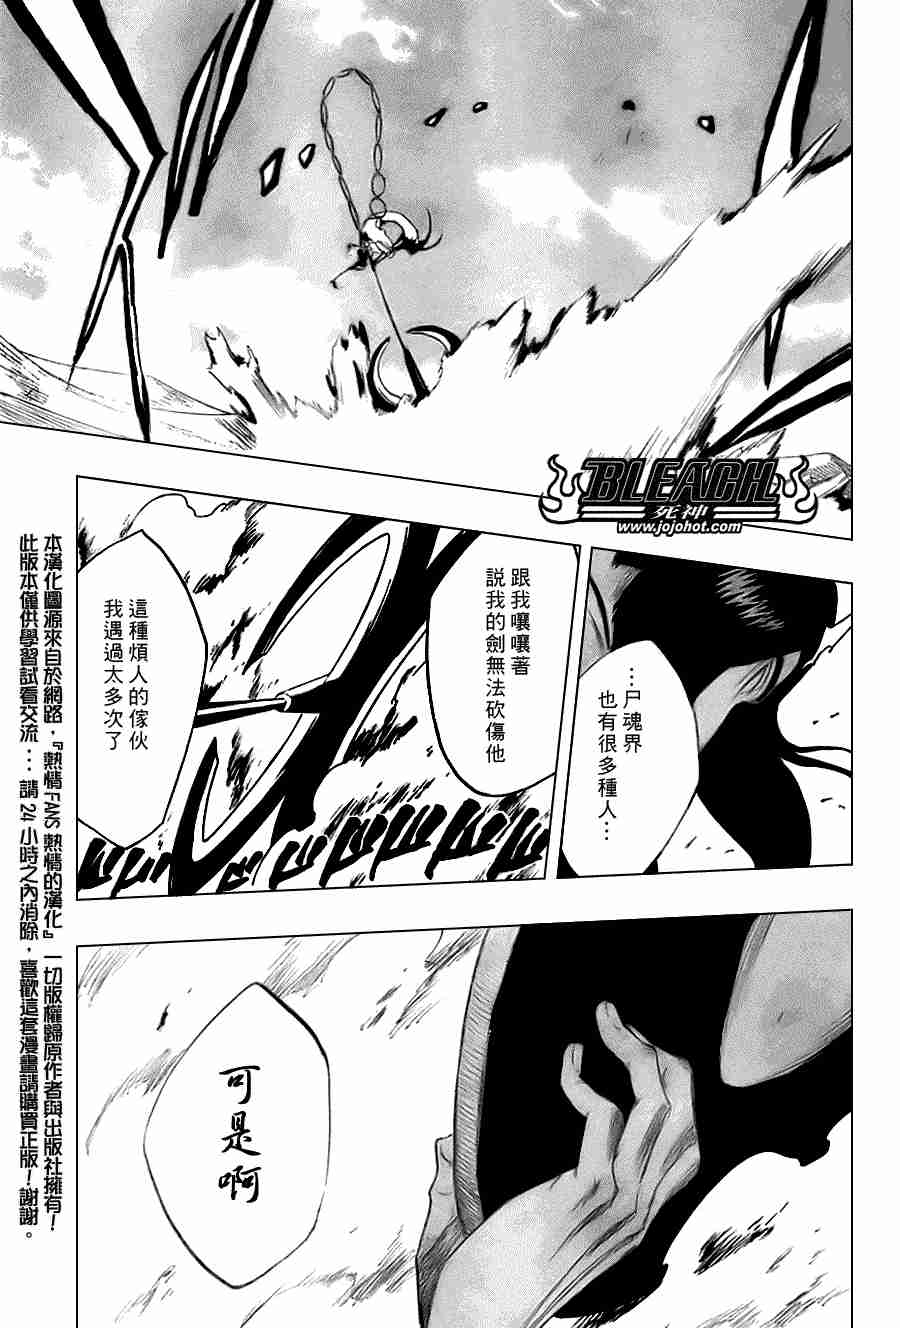 BLEACH
死神
www.jojohot.com
…尸魂界
也有很多種人…
跟我嚷嚷著
說我的劍無法砍傷他
這種煩人的傢伙
我遇過太多次了
可是啊
本漢化圖源來自於網路，『熱情FANS 熱情的漢化』一切版權歸原作者與出版社擁有！
此版本僅供學習試看交流… 請 24 小時之內消除，喜歡這套漫畫請購買正版！謝謝。